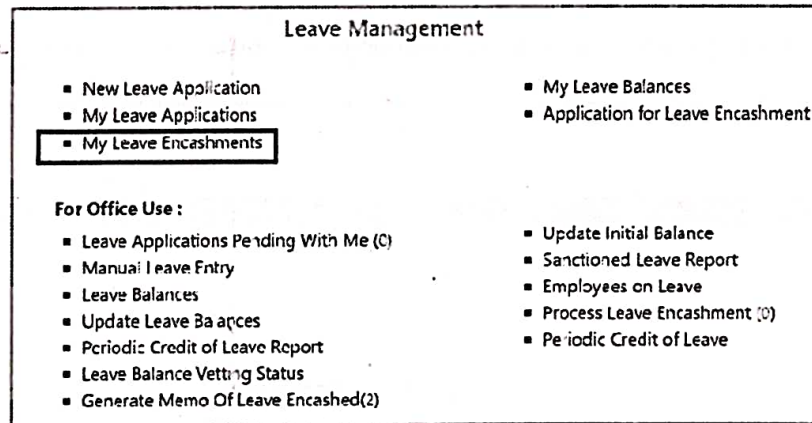 Leave Management
New Leave Application
My Leave Applications
My Leave Encashments
My Leave Balances
Application for Leave Encashment
For Office Use :
Leave Applications Pending With Me (0)
Manual Leave Entry
Leave Balances
Update Leave Balances
Periodic Credit of Leave Report
Leave Balance Vetting Status
Generate Memo Of Leave Encashed(2)
Update Initial Balance
Sanctioned Leave Report
Employees on Leave
Process Leave Encashment (0)
Periodic Credit of Leave